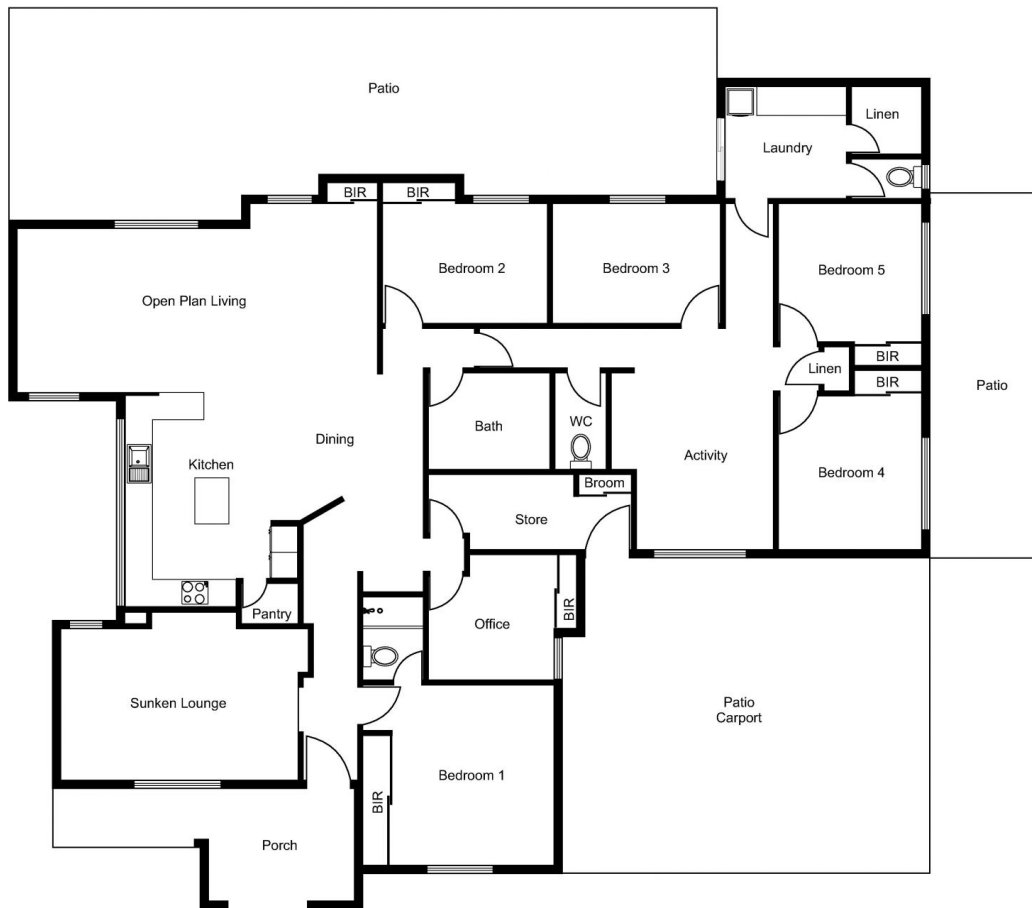 Patio
Linen
Laundry
BIR
BIR
Bedroom 2
Bedroom 3
Bedroom 5
Open Plan Living
BIR
Linen
BIR
Patio
Dining
Bath
WC
Activity
Kitchen
Bedroom 4
Broom
Store
Pantry
Office
BIR
Sunken Lounge
Patio
Carport
Bedroom 1
BIR
Porch